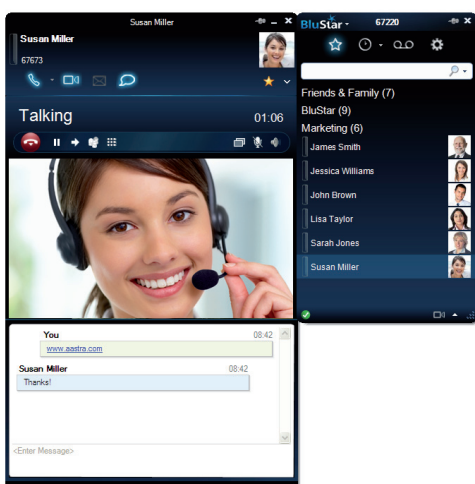 Susan Miller
Susan Miller
67673
Talking
01:06
You
08:42
www.aastra.com
Susan Miller
08:42
Thanks!
<Enter Message>
BluStar
67220
Friends & Family (7)
BluStar (9)
Marketing (6)
James Smith
Jessica Williams
John Brown
Lisa Taylor
Sarah Jones
Susan Miller